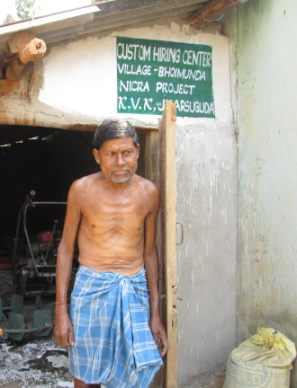 CUSTOM HIRING CENTER
VILLAGE - BHOIMUNDA
NICRA PROJECT
K.V.K,-JHARSUGUDA